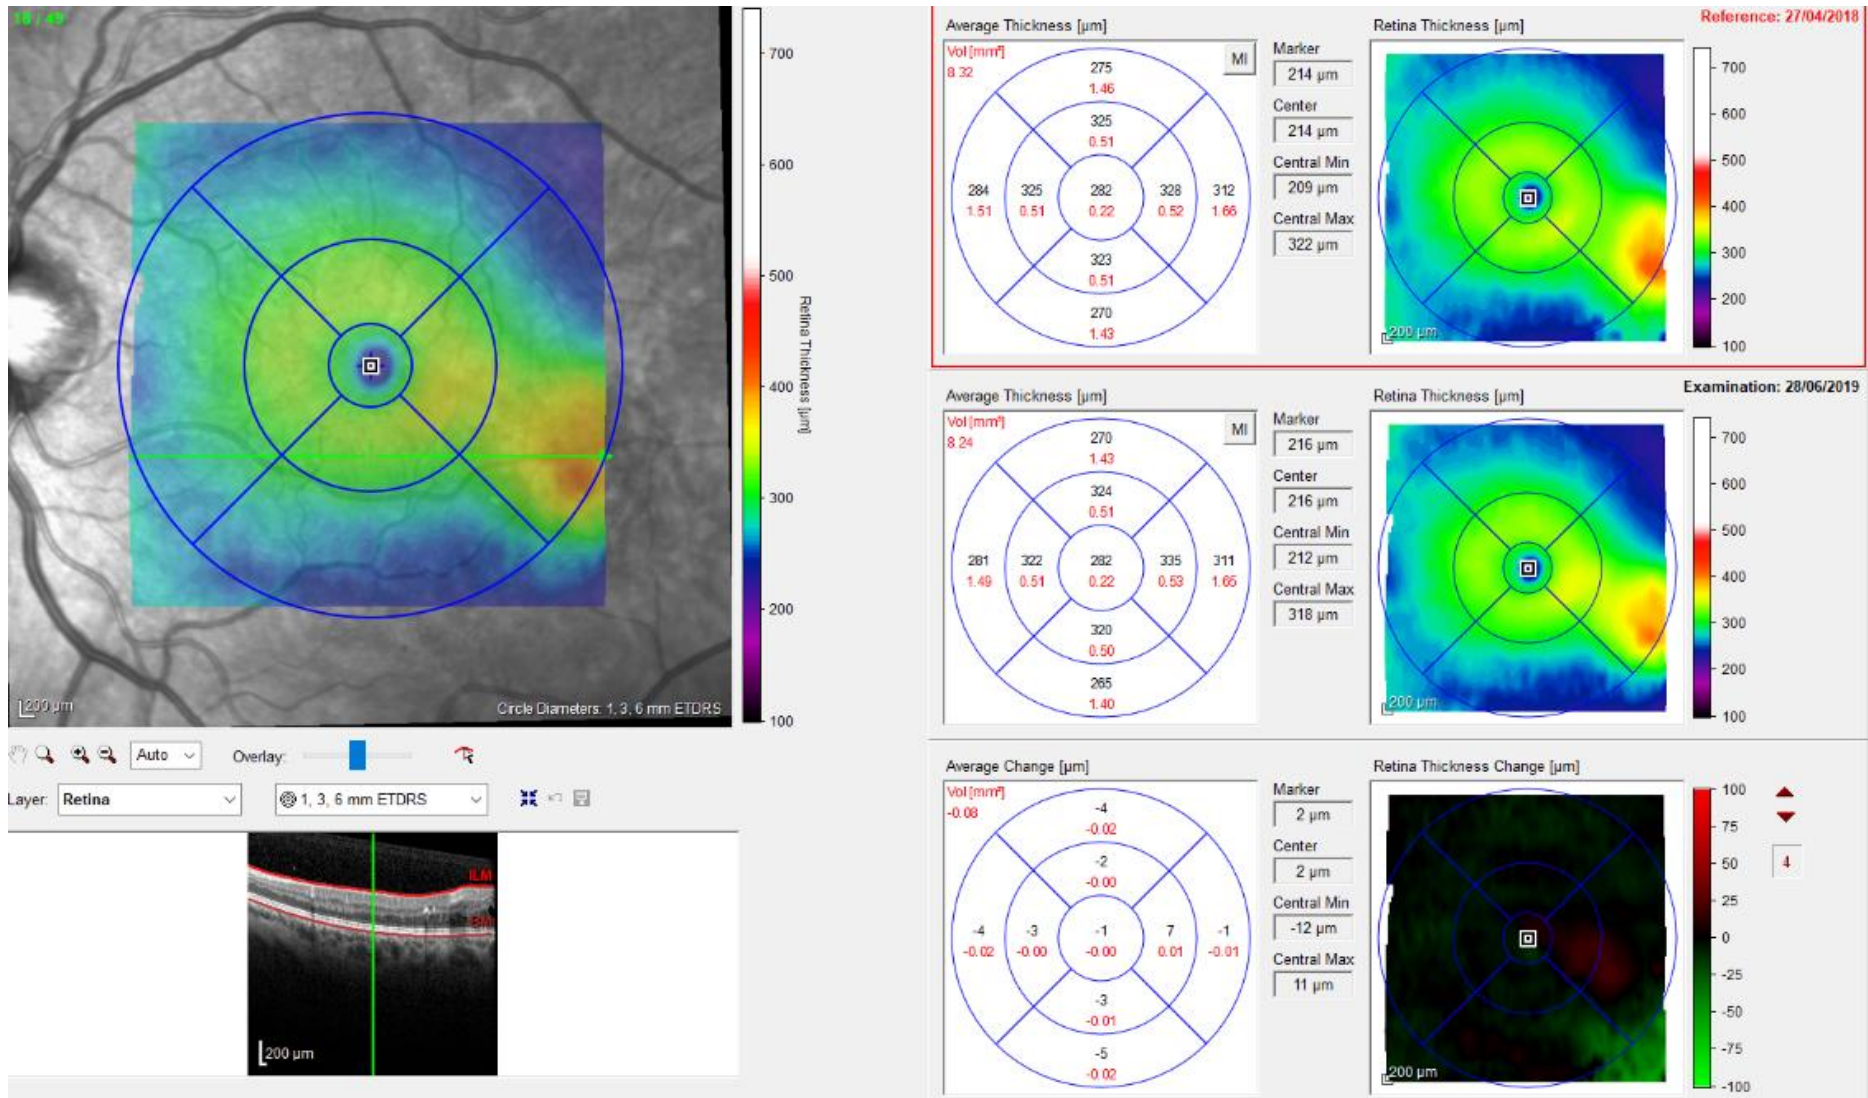 18 / 49
700
600
500
400
300
200
100
Retina Thickness [µm]
200 µm
Circle Diameters: 1, 3, 6 mm ETDRS
Auto
Overlay:
Layer: Retina
1, 3, 6 mm ETDRS
ILM
BM
200 µm
Reference: 27/04/2018
Average Thickness [µm]
Vol [mm³]
8.32
MI
275
1.46
325
0.51
284 325 282 328 312
1.51 0.51 0.22 0.52 1.66
323
0.51
270
1.43
Marker
214 µm
Center
214 µm
Central Min
209 µm
Central Max
322 µm
Retina Thickness [µm]
200 µm
700
600
500
400
300
200
100
Examination: 28/06/2019
Average Thickness [µm]
Vol [mm³]
8.24
MI
270
1.43
324
0.51
281 322 282 335 311
1.49 0.51 0.22 0.53 1.65
320
0.50
265
1.40
Marker
216 µm
Center
216 µm
Central Min
212 µm
Central Max
318 µm
Retina Thickness [µm]
200 µm
700
600
500
400
300
200
100
Average Change [µm]
Vol [mm³]
-0.08
-4
-0.02
-2
-0.00
-4 -3 -1 7 -1
-0.02 -0.00 -0.00 0.01 -0.01
-3
-0.01
-5
-0.02
Marker
2 µm
Center
2 µm
Central Min
-12 µm
Central Max
11 µm
Retina Thickness Change [µm]
200 µm
100
75
50
25
0
-25
-50
-75
-100
4